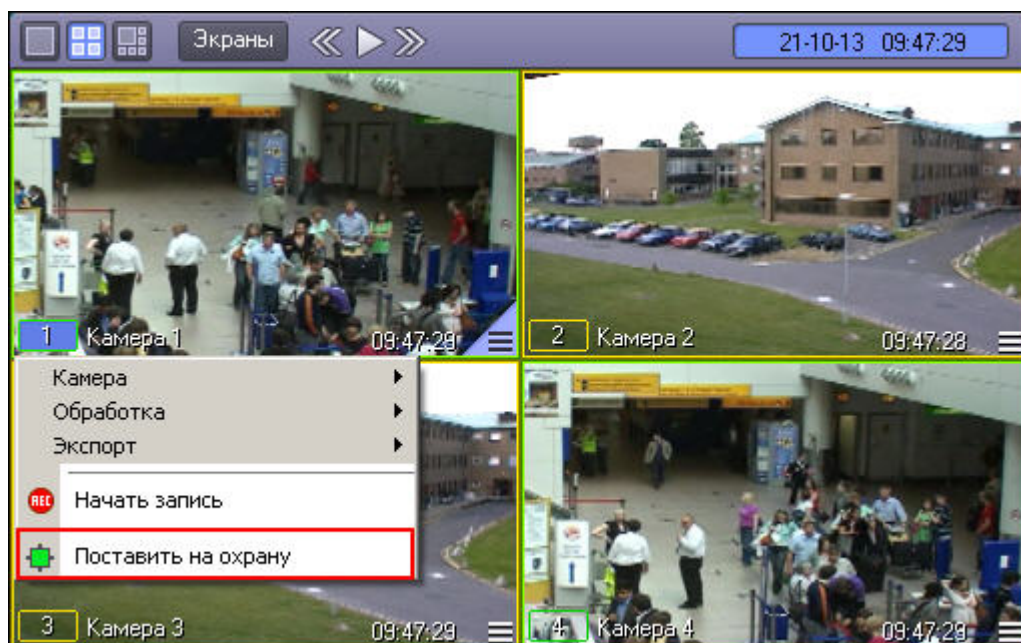 Экраны
21-10-13 09:47:29
1 Камера 1 09:47:29
2 Камера 2 09:47:28
Камера
Обработка
Экспорт
REC Начать запись
Поставить на охрану
3 Камера 3 09:47:29
4 Камера 4 09:47:29